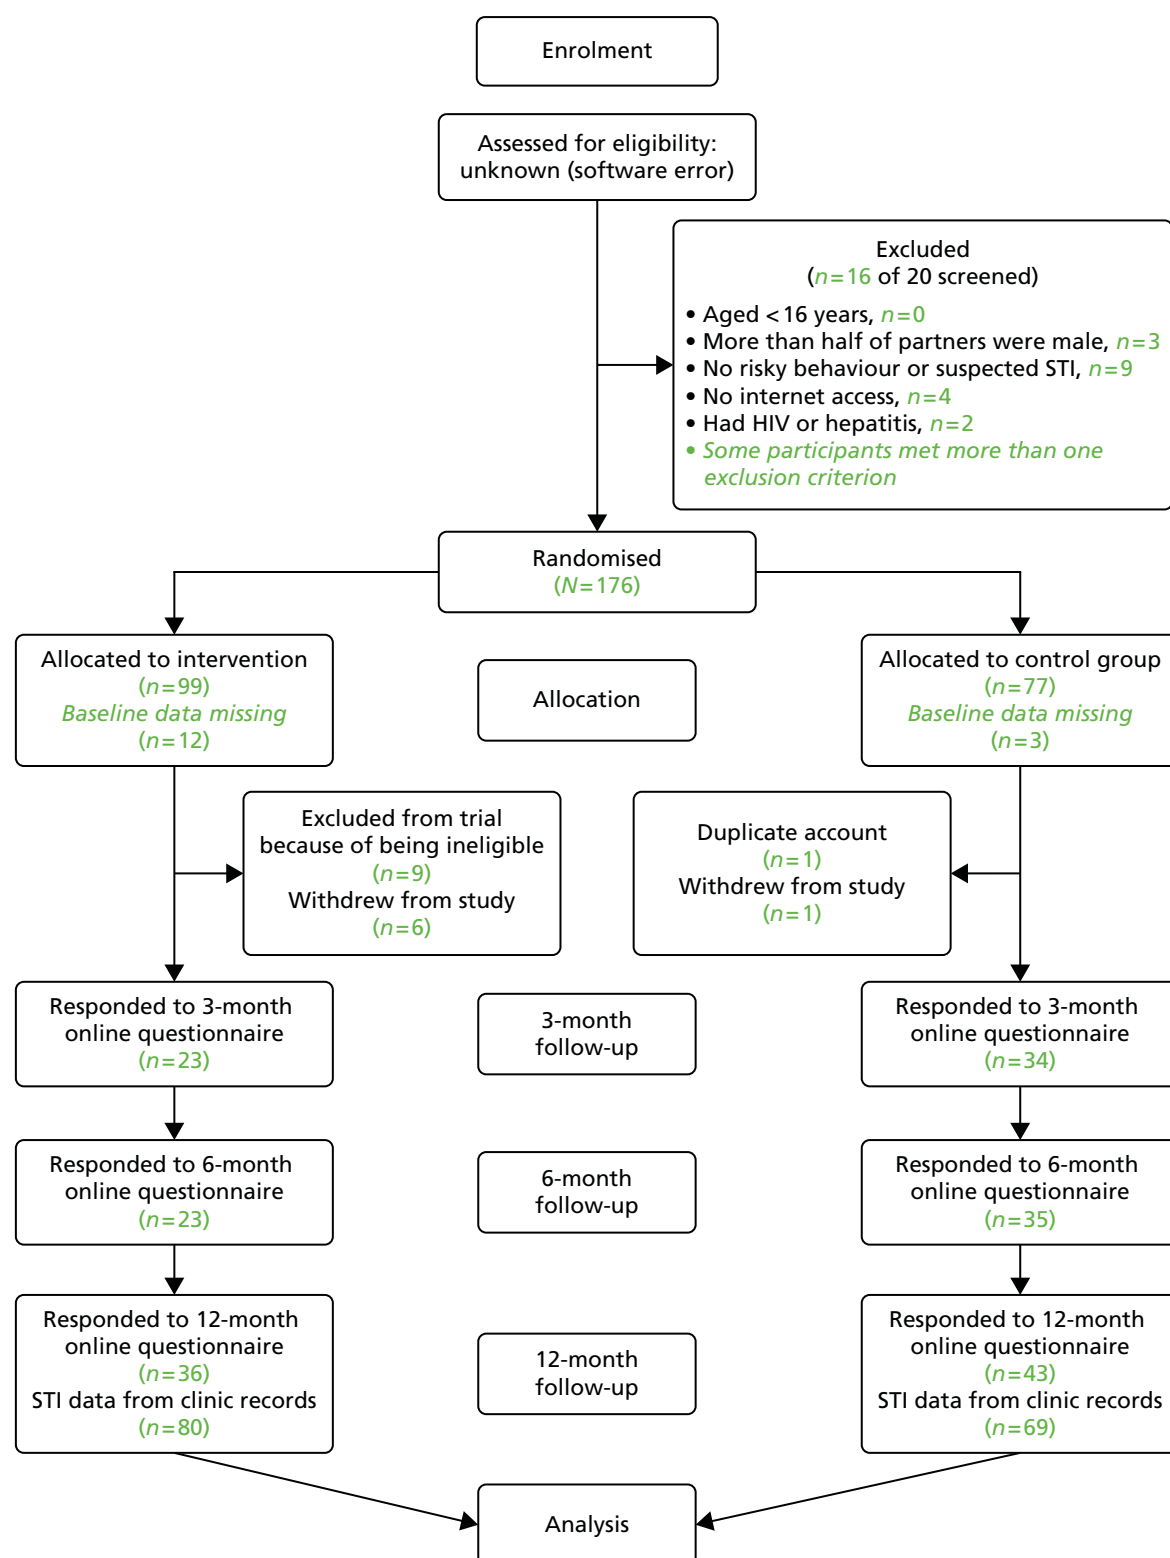 Enrolment
Assessed for eligibility:
unknown (software error)
Excluded
(n=16 of 20 screened)
• Aged <16 years, n=0
• More than half of partners were male, n=3
• No risky behaviour or suspected STI, n=9
• No internet access, n=4
• Had HIV or hepatitis, n=2
• Some participants met more than one
exclusion criterion
Randomised
(N=176)
Allocated to intervention
(n=99)
Baseline data missing
(n=12)
Allocation
Allocated to control group
(n=77)
Baseline data missing
(n=3)
Excluded from trial
because of being ineligible
(n=9)
Withdrew from study
(n=6)
Duplicate account
(n=1)
Withdrew from study
(n=1)
Responded to 3-month
online questionnaire
(n=23)
3-month
follow-up
Responded to 3-month
online questionnaire
(n=34)
Responded to 6-month
online questionnaire
(n=23)
6-month
follow-up
Responded to 6-month
online questionnaire
(n=35)
Responded to 12-month
online questionnaire
(n=36)
STI data from clinic records
(n=80)
12-month
follow-up
Responded to 12-month
online questionnaire
(n=43)
STI data from clinic records
(n=69)
Analysis